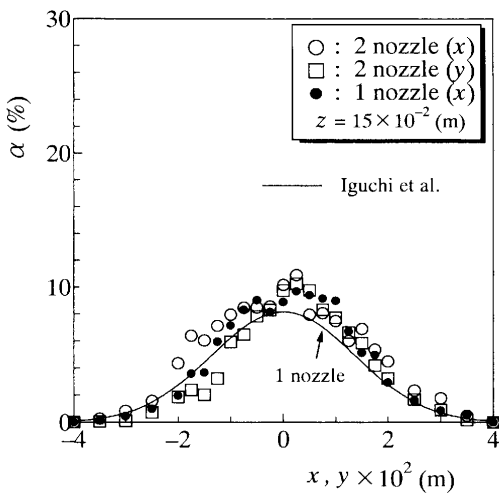 30
20
10
0
α (%)
○ : 2 nozzle (x)
□ : 2 nozzle (y)
● : 1 nozzle (x)
z = 15×10⁻² (m)
Iguchi et al.
1 nozzle
−4 −2 0 2 4
x , y × 10² (m)